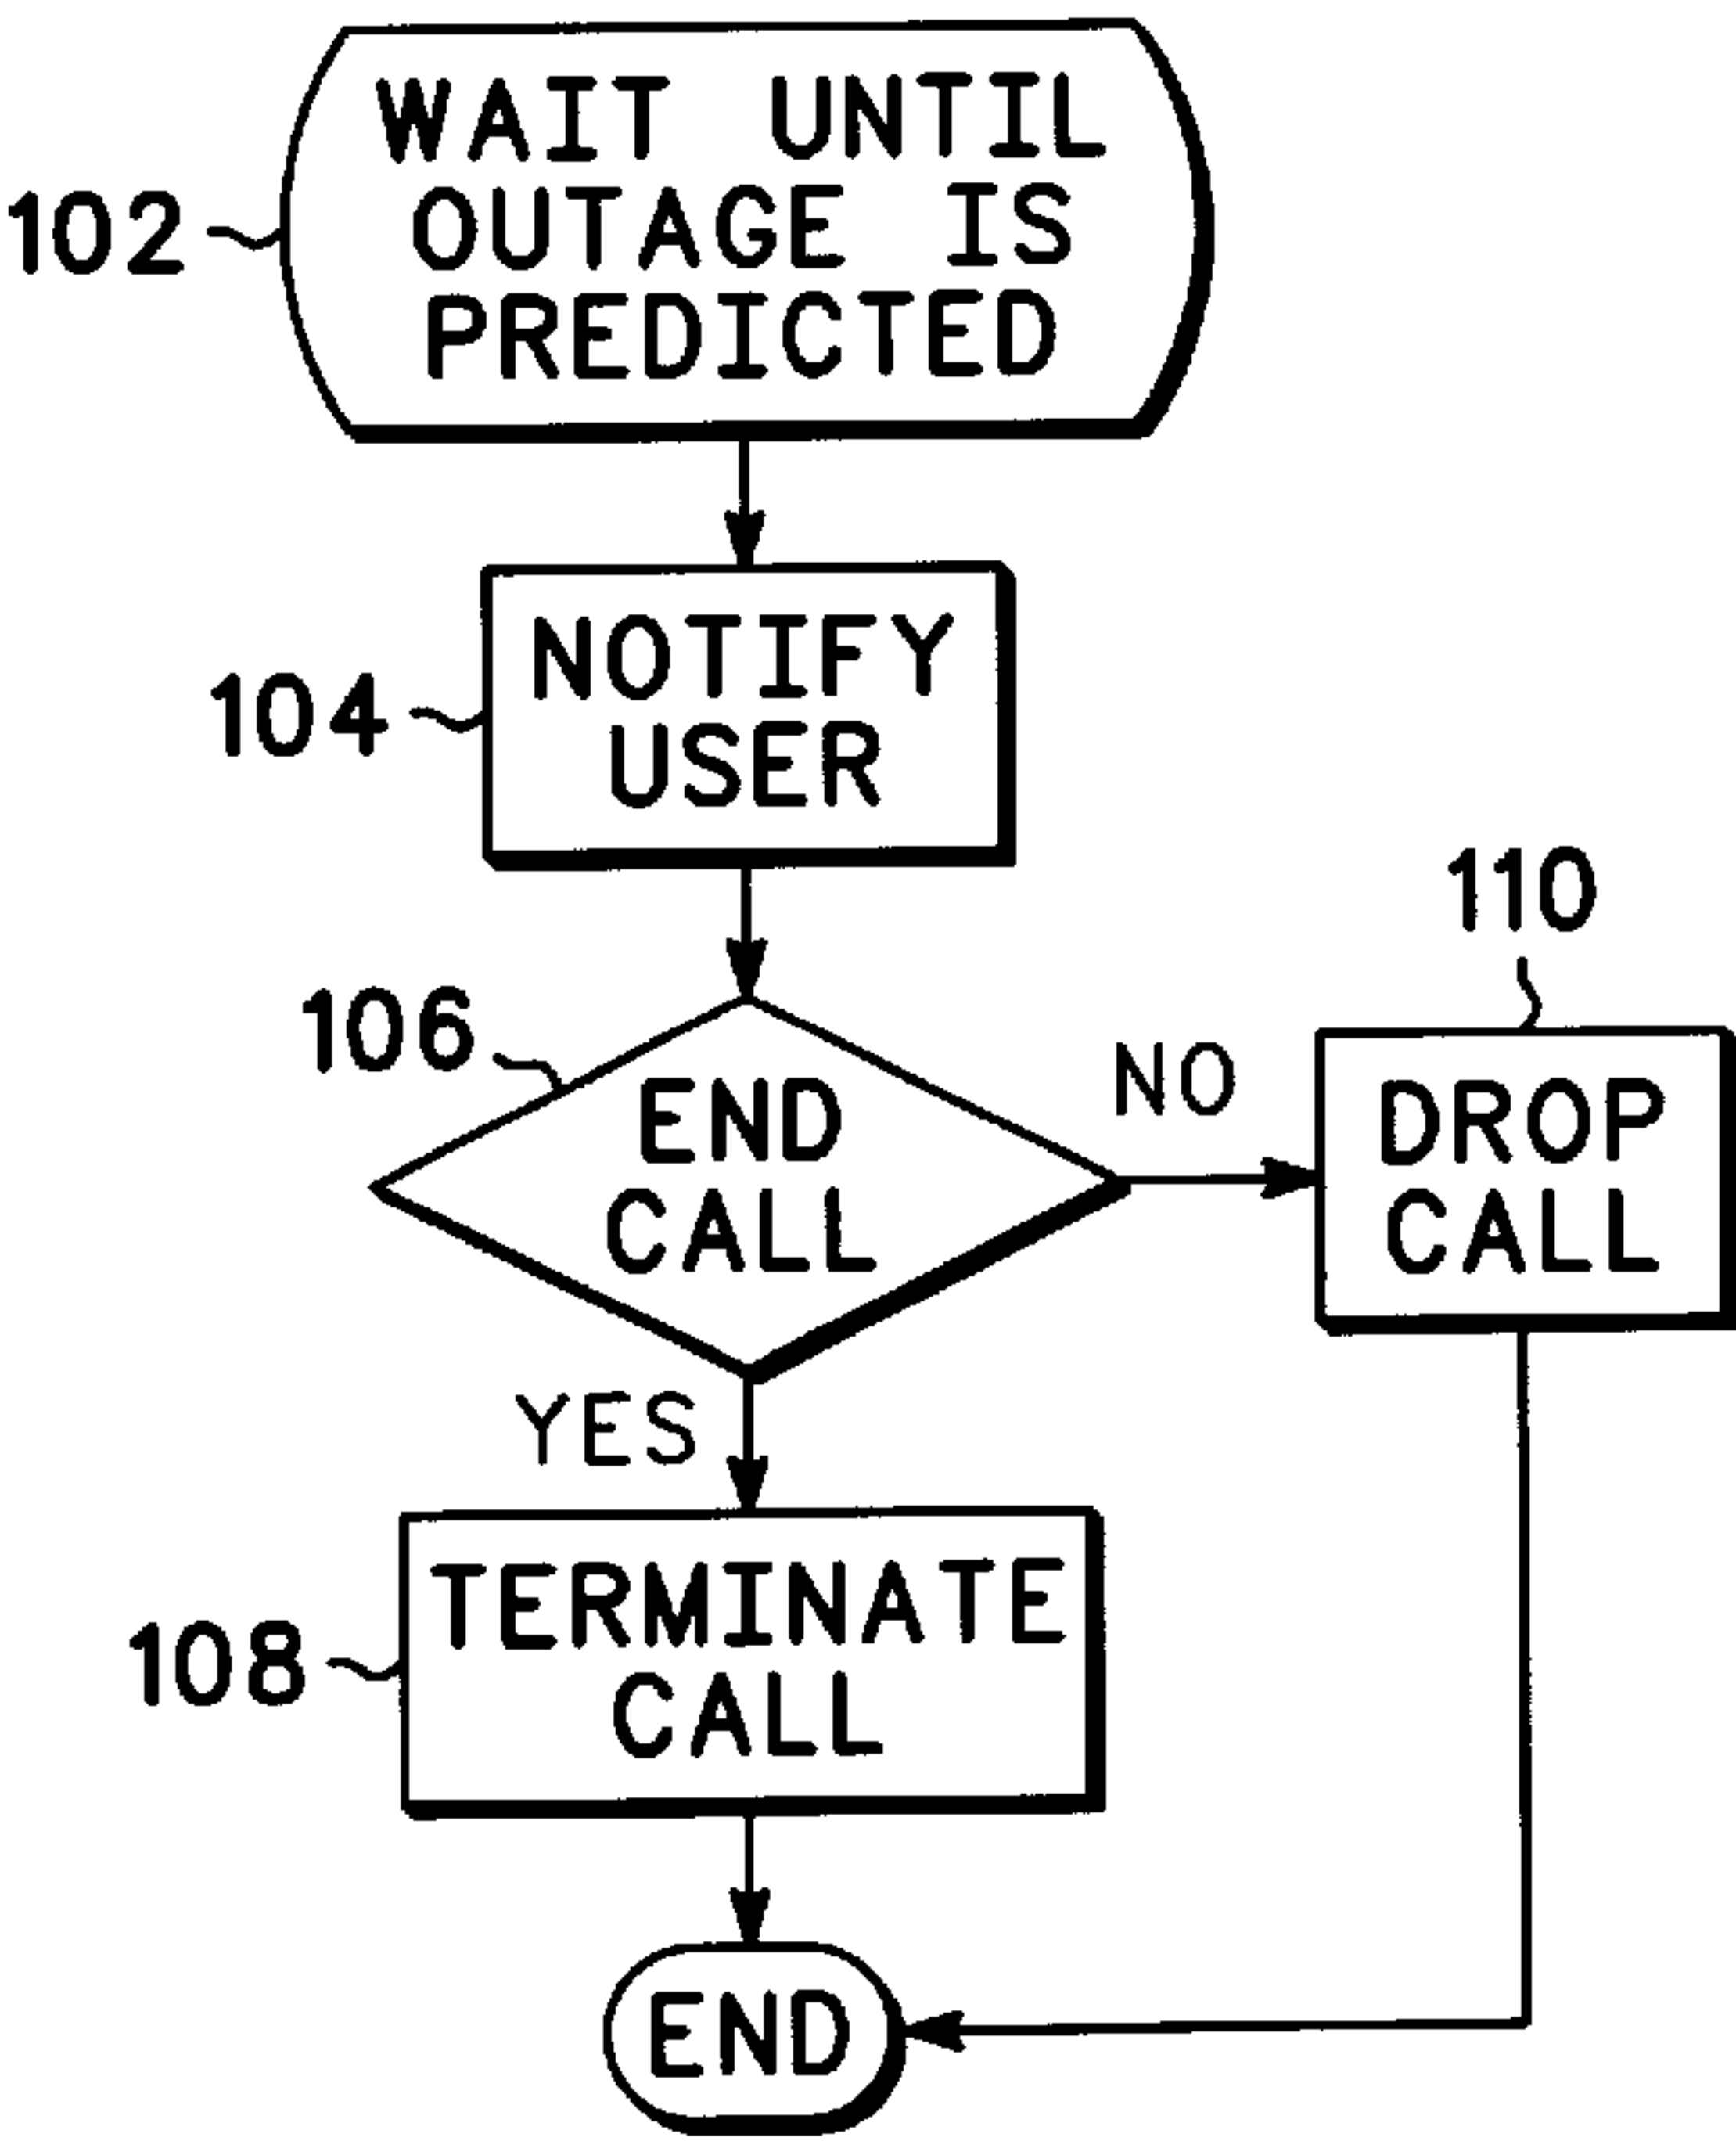 WAIT UNTIL
OUTAGE IS
PREDICTED
102
NOTIFY
USER
104
110
106
END
CALL
NO
DROP
CALL
YES
TERMINATE
CALL
108
END